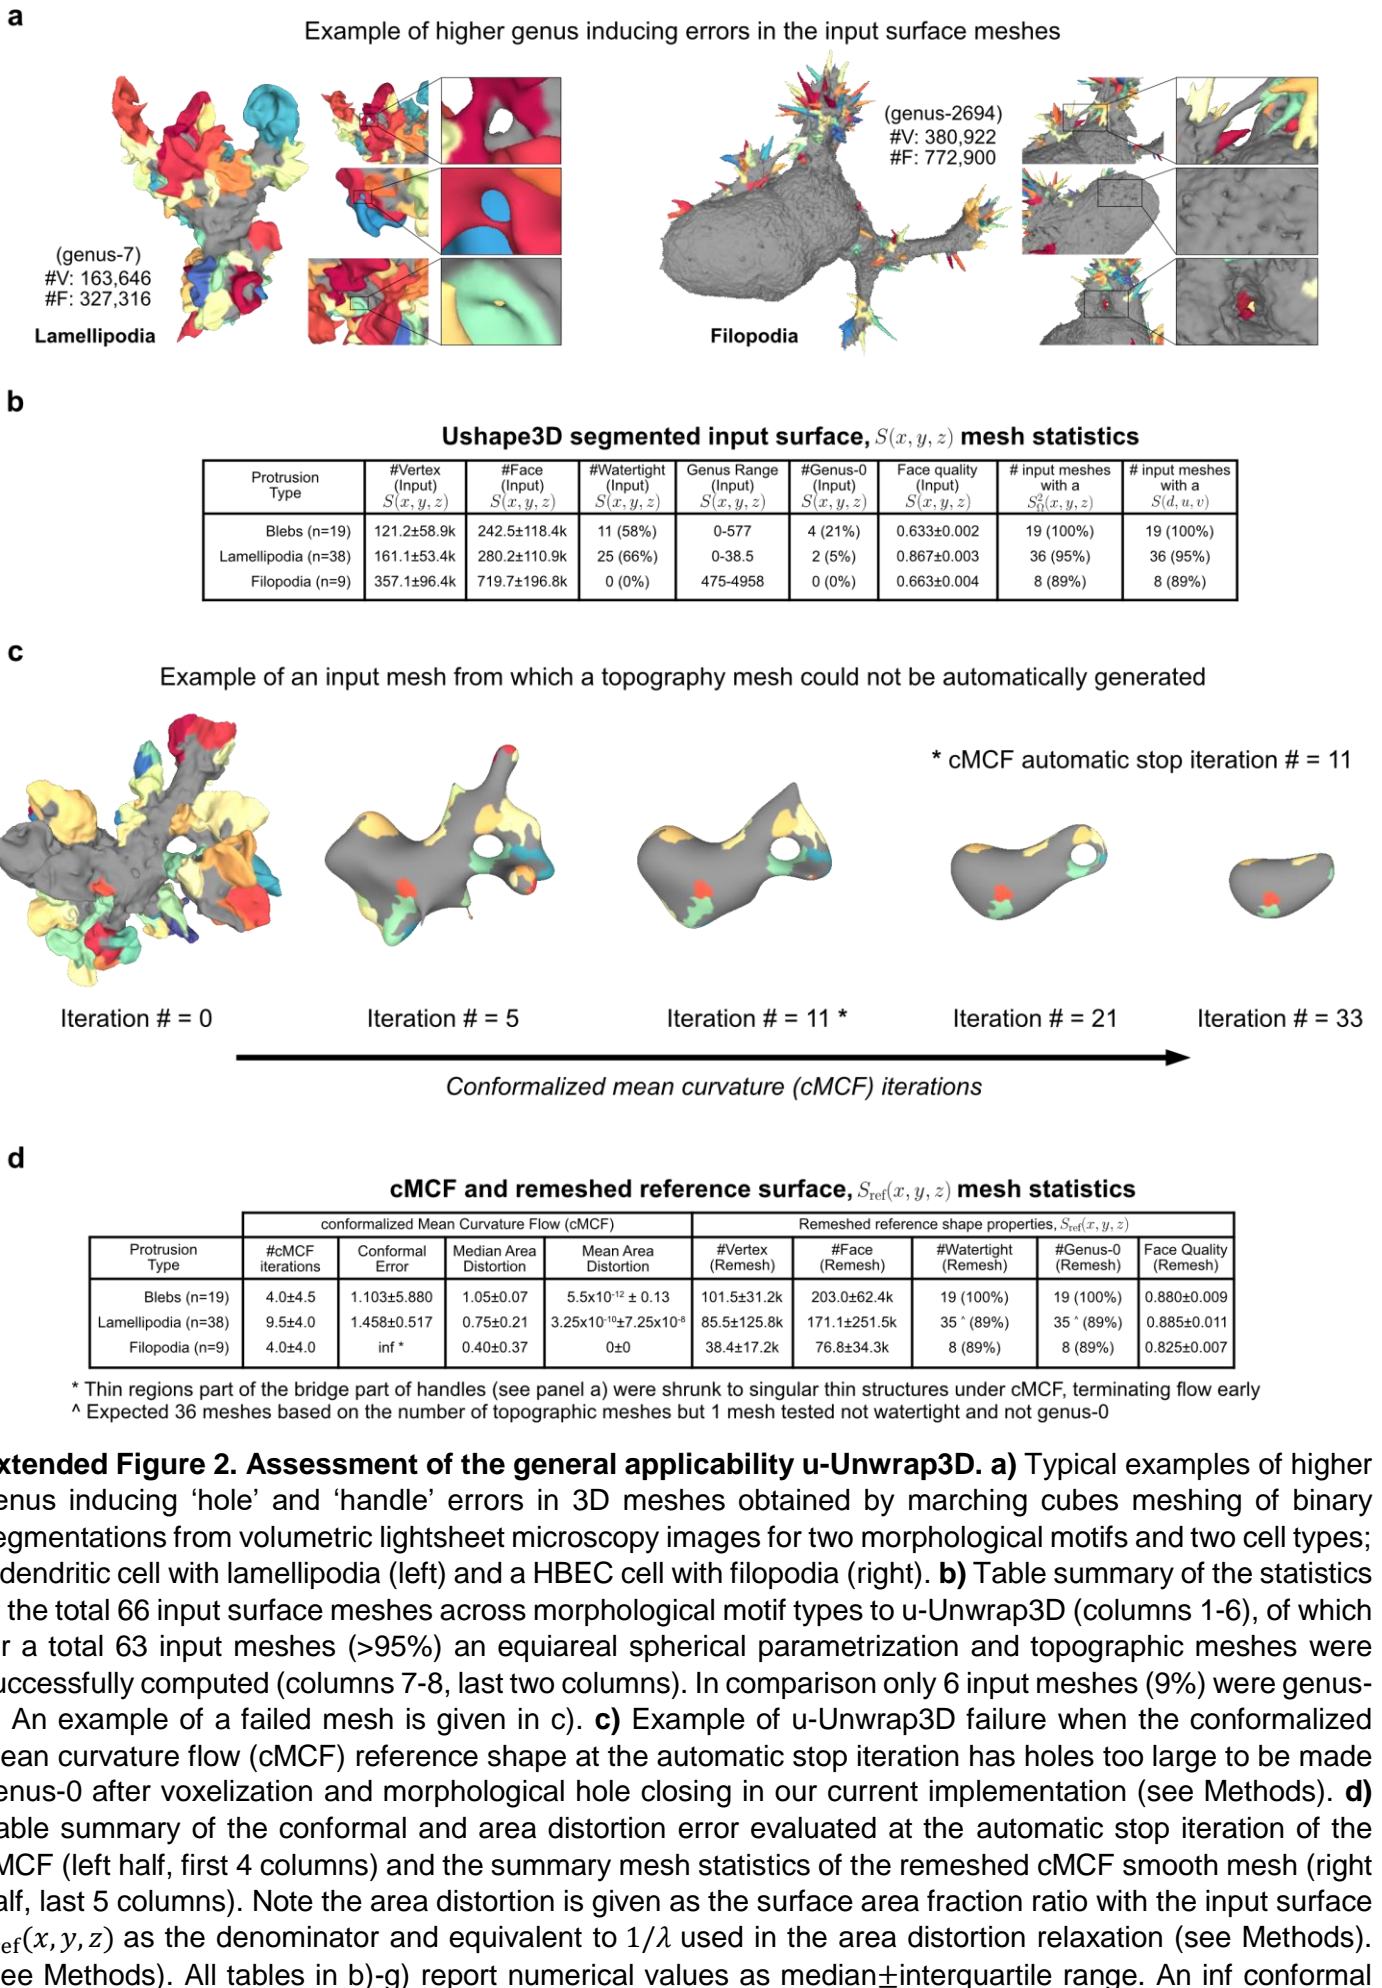 a
Example of higher genus inducing errors in the input surface meshes
(genus-7)
#V: 163,646
#F: 327,316
Lamellipodia
(genus-2694)
#V: 380,922
#F: 772,900
Filopodia
b
Ushape3D segmented input surface, S(x, y, z) mesh statistics
Protrusion Type | #Vertex (Input) S(x, y, z) | #Face (Input) S(x, y, z) | #Watertight (Input) S(x, y, z) | Genus Range (Input) S(x, y, z) | #Genus-0 (Input) S(x, y, z) | Face quality (Input) S(x, y, z) | # input meshes with a S²_Ω(x, y, z) | # input meshes with a S(d, u, v)
Blebs (n=19) | 121.2±58.9k | 242.5±118.4k | 11 (58%) | 0-577 | 4 (21%) | 0.633±0.002 | 19 (100%) | 19 (100%)
Lamellipodia (n=38) | 161.1±53.4k | 280.2±110.9k | 25 (66%) | 0-38.5 | 2 (5%) | 0.867±0.003 | 36 (95%) | 36 (95%)
Filopodia (n=9) | 357.1±96.4k | 719.7±196.8k | 0 (0%) | 475-4958 | 0 (0%) | 0.663±0.004 | 8 (89%) | 8 (89%)
c
Example of an input mesh from which a topography mesh could not be automatically generated
* cMCF automatic stop iteration # = 11
Iteration # = 0
Iteration # = 5
Iteration # = 11 *
Iteration # = 21
Iteration # = 33
Conformalized mean curvature (cMCF) iterations
d
cMCF and remeshed reference surface, S_ref(x, y, z) mesh statistics
conformalized Mean Curvature Flow (cMCF) | Remeshed reference shape properties, S_ref(x, y, z)
Protrusion Type | #cMCF iterations | Conformal Error | Median Area Distortion | Mean Area Distortion | #Vertex (Remesh) | #Face (Remesh) | #Watertight (Remesh) | #Genus-0 (Remesh) | Face Quality (Remesh)
Blebs (n=19) | 4.0±4.5 | 1.103±5.880 | 1.05±0.07 | 5.5x10⁻¹² ± 0.13 | 101.5±31.2k | 203.0±62.4k | 19 (100%) | 19 (100%) | 0.880±0.009
Lamellipodia (n=38) | 9.5±4.0 | 1.458±0.517 | 0.75±0.21 | 3.25x10⁻¹⁰±7.25x10⁻⁸ | 85.5±125.8k | 171.1±251.5k | 35 ^ (89%) | 35 ^ (89%) | 0.885±0.011
Filopodia (n=9) | 4.0±4.0 | inf * | 0.40±0.37 | 0±0 | 38.4±17.2k | 76.8±34.3k | 8 (89%) | 8 (89%) | 0.825±0.007
* Thin regions part of the bridge part of handles (see panel a) were shrunk to singular thin structures under cMCF, terminating flow early
^ Expected 36 meshes based on the number of topographic meshes but 1 mesh tested not watertight and not genus-0
xtended Figure 2. Assessment of the general applicability u-Unwrap3D. a) Typical examples of higher
enus inducing ‘hole’ and ‘handle’ errors in 3D meshes obtained by marching cubes meshing of binary
egmentations from volumetric lightsheet microscopy images for two morphological motifs and two cell types;
dendritic cell with lamellipodia (left) and a HBEC cell with filopodia (right). b) Table summary of the statistics
the total 66 input surface meshes across morphological motif types to u-Unwrap3D (columns 1-6), of which
r a total 63 input meshes (>95%) an equiareal spherical parametrization and topographic meshes were
uccessfully computed (columns 7-8, last two columns). In comparison only 6 input meshes (9%) were genus-
. An example of a failed mesh is given in c). c) Example of u-Unwrap3D failure when the conformalized
ean curvature flow (cMCF) reference shape at the automatic stop iteration has holes too large to be made
enus-0 after voxelization and morphological hole closing in our current implementation (see Methods). d)
able summary of the conformal and area distortion error evaluated at the automatic stop iteration of the
MCF (left half, first 4 columns) and the summary mesh statistics of the remeshed cMCF smooth mesh (right
alf, last 5 columns). Note the area distortion is given as the surface area fraction ratio with the input surface
ref(x, y, z) as the denominator and equivalent to 1/λ used in the area distortion relaxation (see Methods).
ee Methods). All tables in b)-g) report numerical values as median±interquartile range. An inf conformal